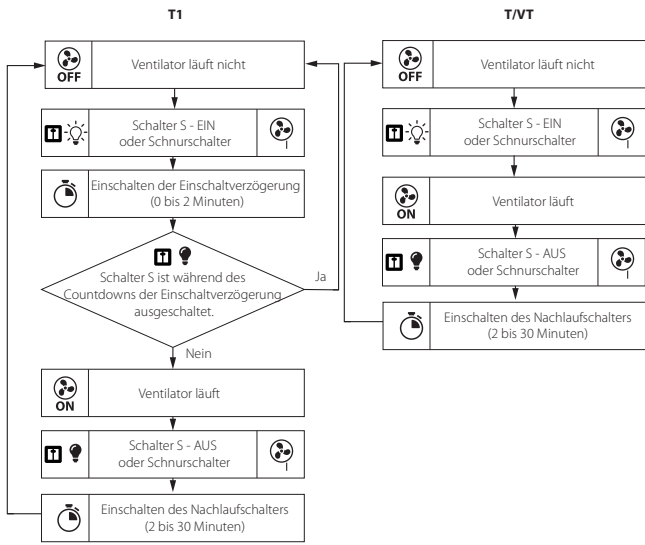 T1
OFF
Ventilator läuft nicht
Schalter S - EIN
oder Schnurschalter
Einschalten der Einschaltverzögerung
(0 bis 2 Minuten)
Schalter S ist während des
Countdowns der Einschaltverzögerung
ausgeschaltet.
Ja
Nein
ON
Ventilator läuft
Schalter S - AUS
oder Schnurschalter
Einschalten des Nachlaufschalters
(2 bis 30 Minuten)
T/VT
OFF
Ventilator läuft nicht
Schalter S - EIN
oder Schnurschalter
ON
Ventilator läuft
Schalter S - AUS
oder Schnurschalter
Einschalten des Nachlaufschalters
(2 bis 30 Minuten)